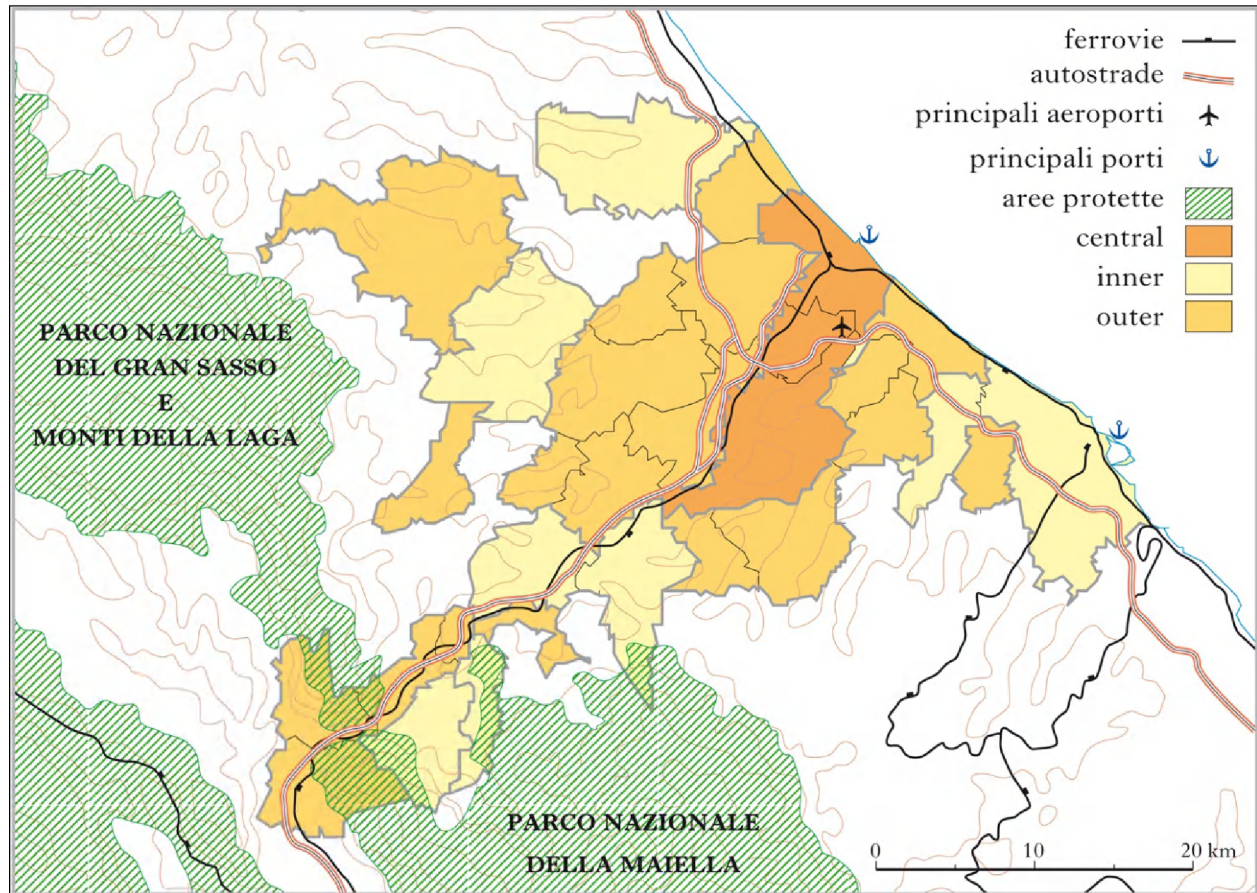 ferrovie
autostrade
principali aeroporti
principali porti
aree protette
central
inner
outer
PARCO NAZIONALE
DEL GRAN SASSO
E
MONTI DELLA LAGA
PARCO NAZIONALE
DELLA MAIELLA
0 10 20 km